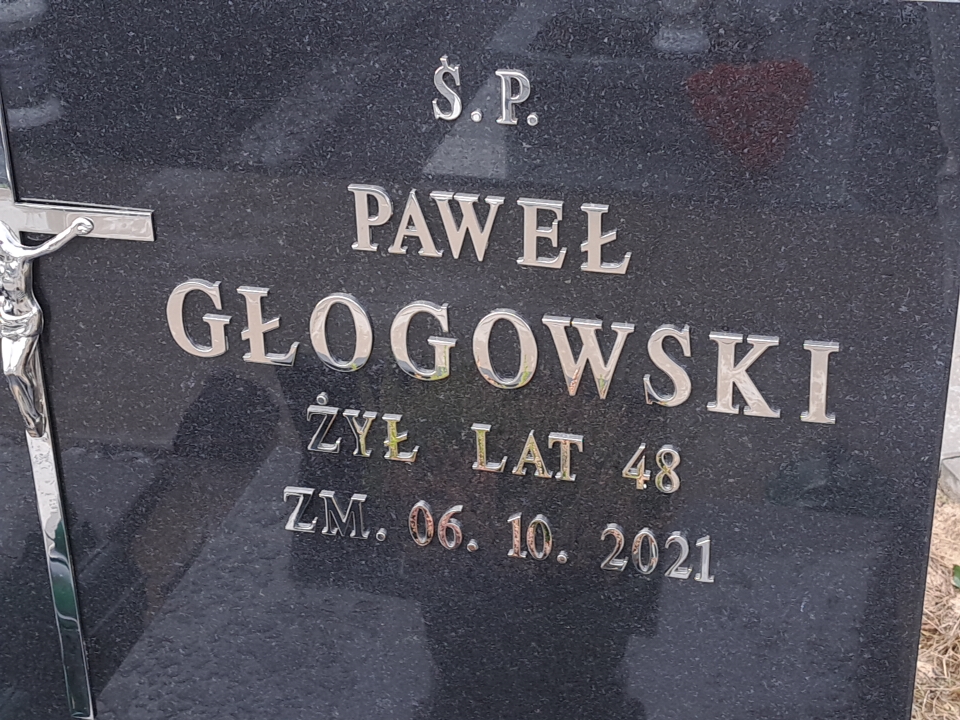 Ś.P.
PAWEŁ
GŁOGOWSKI
ŻYŁ LAT 48
ZM. 06. 10. 2021